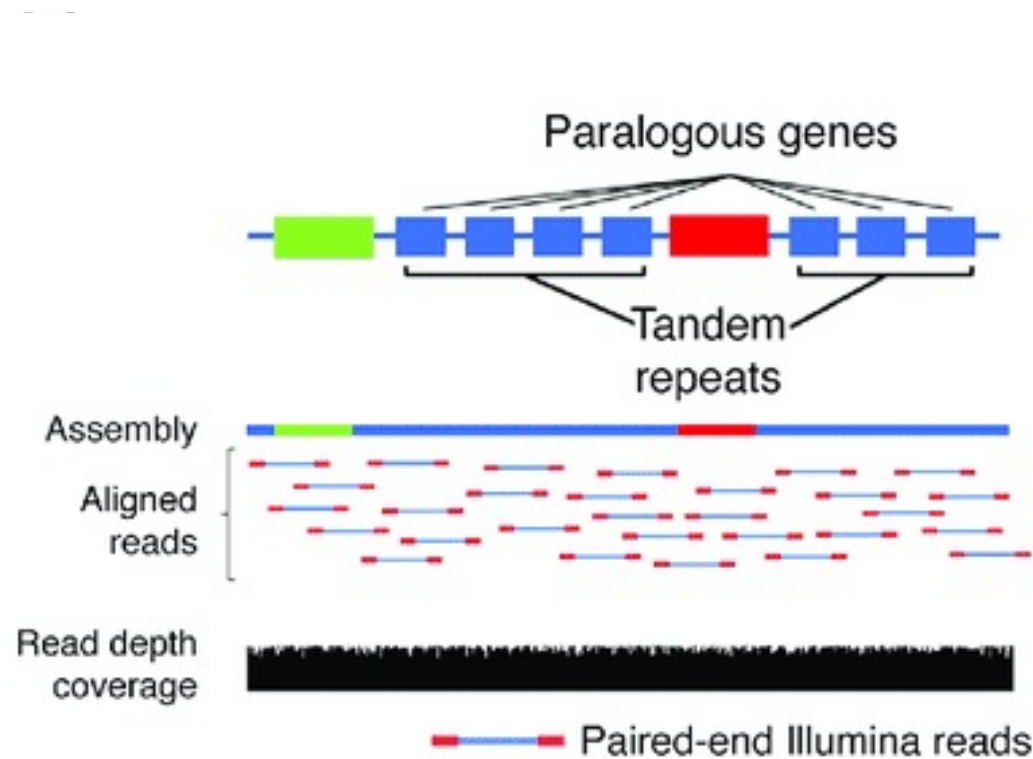 Paralogous genes
Tandem
repeats
Assembly
Aligned
reads
Read depth
coverage
Paired-end Illumina reads